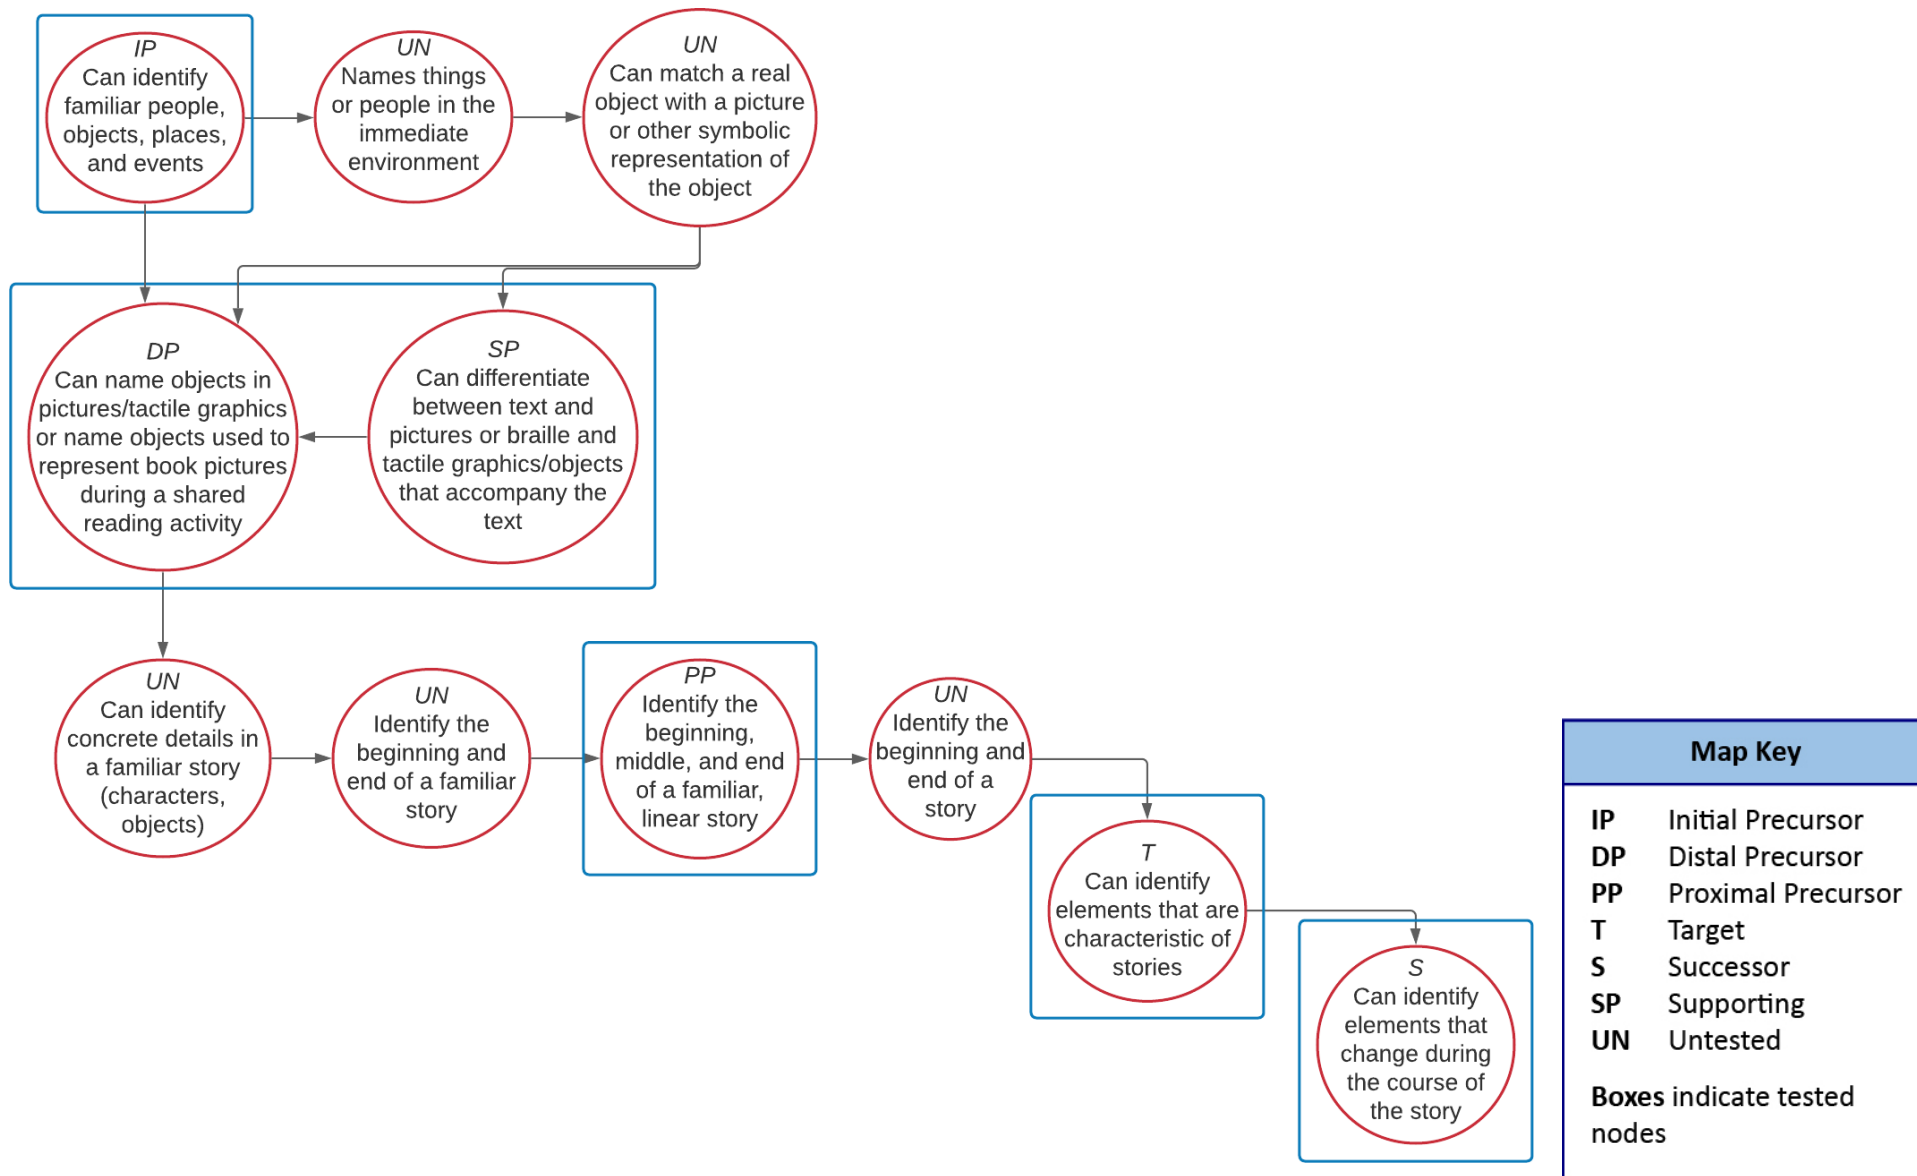 IP
Can identify
familiar people,
objects, places,
and events
UN
Names things
or people in the
immediate
environment
UN
Can match a real
object with a picture
or other symbolic
representation of
the object
DP
Can name objects in
pictures/tactile graphics
or name objects used to
represent book pictures
during a shared
reading activity
SP
Can differentiate
between text and
pictures or braille and
tactile graphics/objects
that accompany the
text
UN
Can identify
concrete details in
a familiar story
(characters,
objects)
UN
Identify the
beginning and
end of a familiar
story
PP
Identify the
beginning,
middle, and end
of a familiar,
linear story
UN
Identify the
beginning and
end of a
story
T
Can identify
elements that are
characteristic of
stories
S
Can identify
elements that
change during
the course of
the story
Map Key
IP Initial Precursor
DP Distal Precursor
PP Proximal Precursor
T Target
S Successor
SP Supporting
UN Untested
Boxes indicate tested
nodes